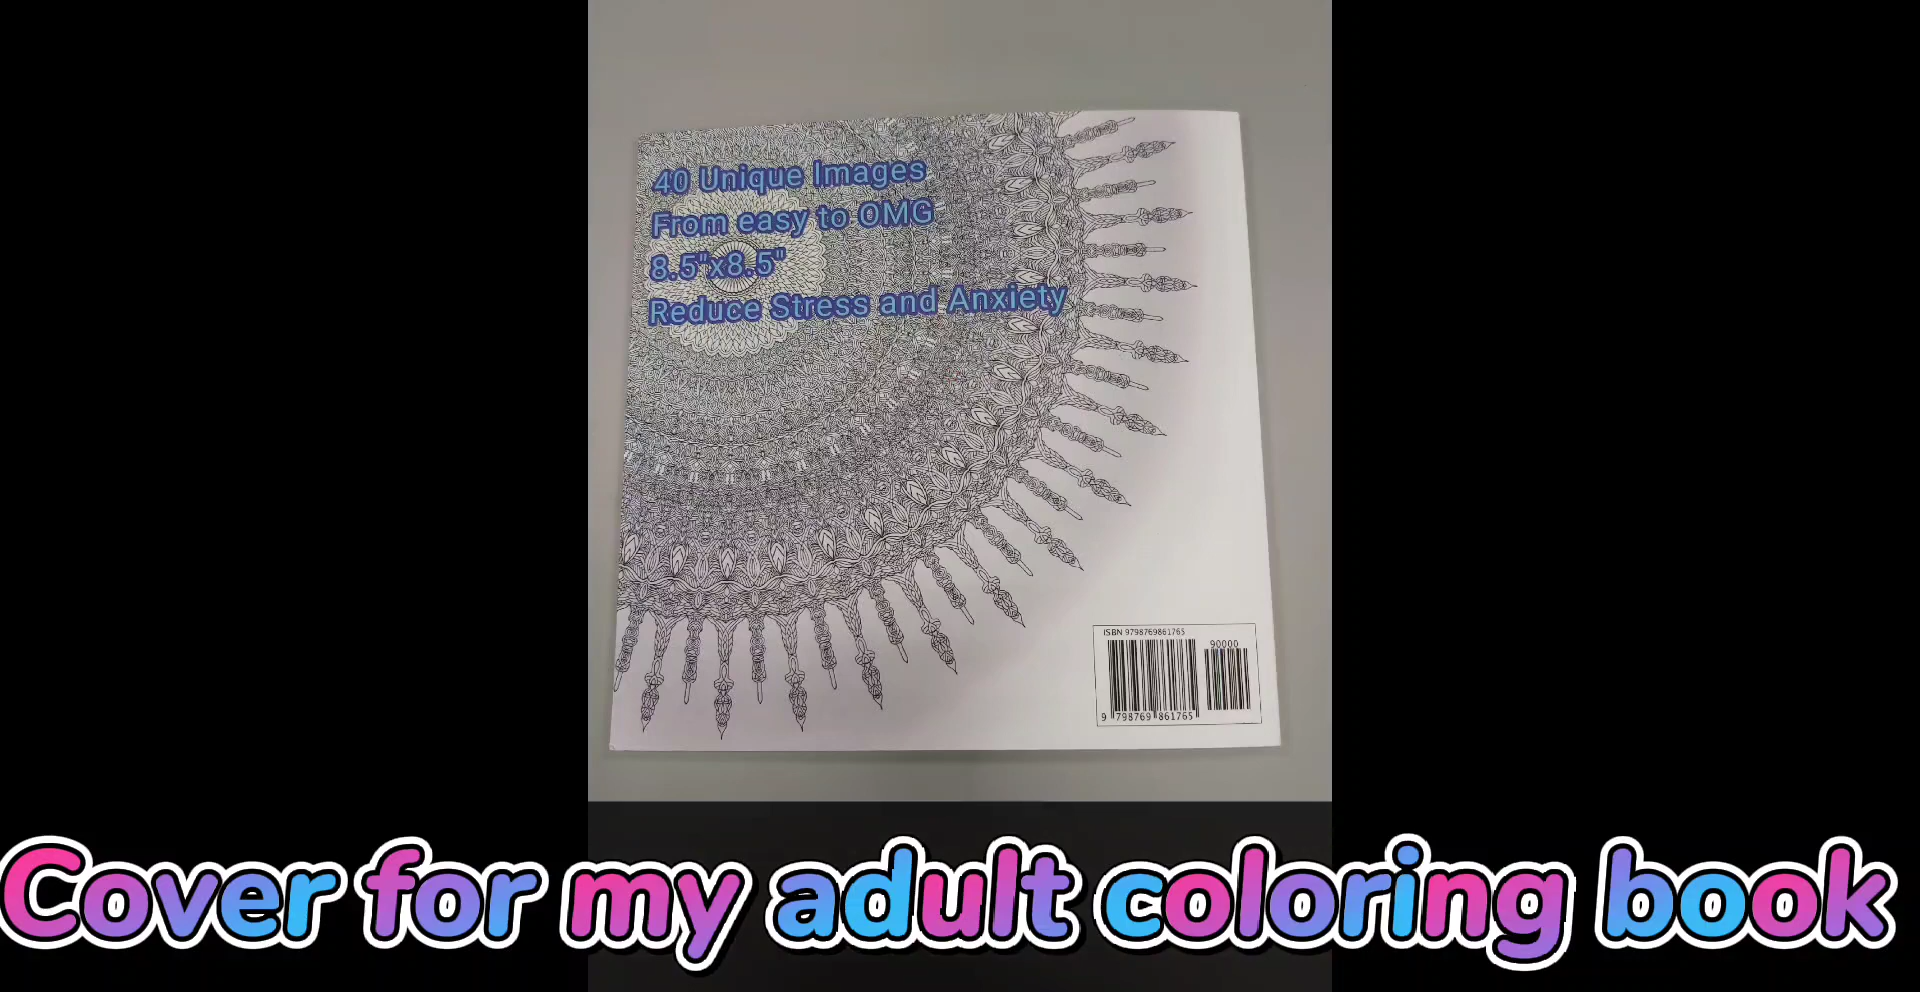 40 Unique Images
From easy to OMG
8.5"x8.5"
Reduce Stress and Anxiety
ISBN 9798769861765
90000
9 798769 861765
Cover for my adult coloring book